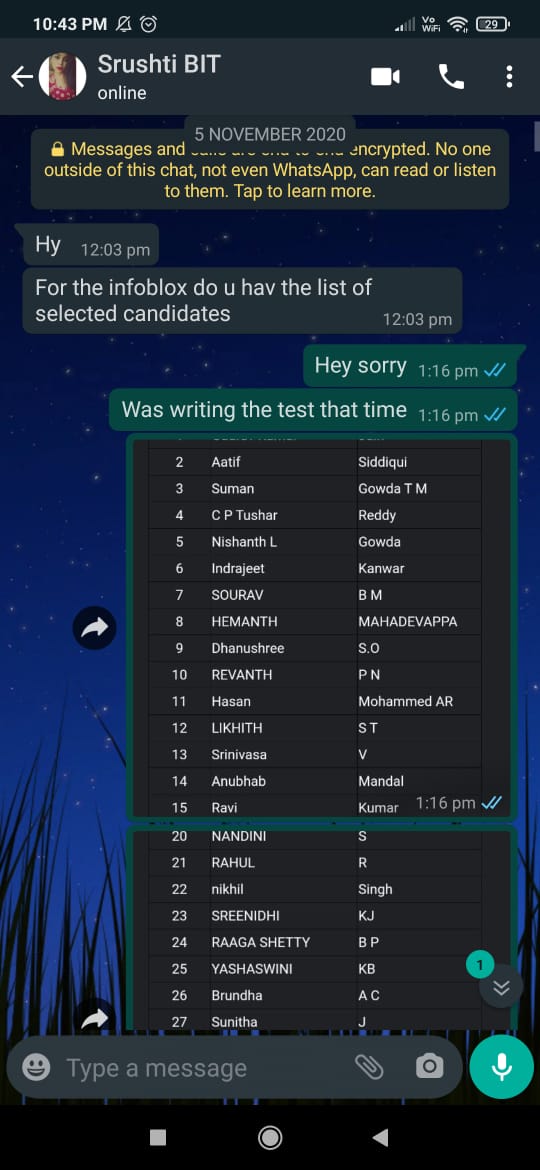 10:43 PM Vo WiFi 29
Srushti BIT
online
5 NOVEMBER 2020
Messages and calls are end-to-end encrypted. No one
outside of this chat, not even WhatsApp, can read or listen
to them. Tap to learn more.
Hy 12:03 pm
For the infoblox do u hav the list of
selected candidates 12:03 pm
Hey sorry 1:16 pm
Was writing the test that time 1:16 pm
2 Aatif Siddiqui
3 Suman Gowda T M
4 C P Tushar Reddy
5 Nishanth L Gowda
6 Indrajeet Kanwar
7 SOURAV B M
8 HEMANTH MAHADEVAPPA
9 Dhanushree S.O
10 REVANTH P N
11 Hasan Mohammed AR
12 LIKHITH S T
13 Srinivasa V
14 Anubhab Mandal
15 Ravi Kumar 1:16 pm
20 NANDINI S
21 RAHUL R
22 nikhil Singh
23 SREENIDHI KJ
24 RAAGA SHETTY B P
25 YASHASWINI KB
26 Brundha A C
27 Sunitha J
1
Type a message